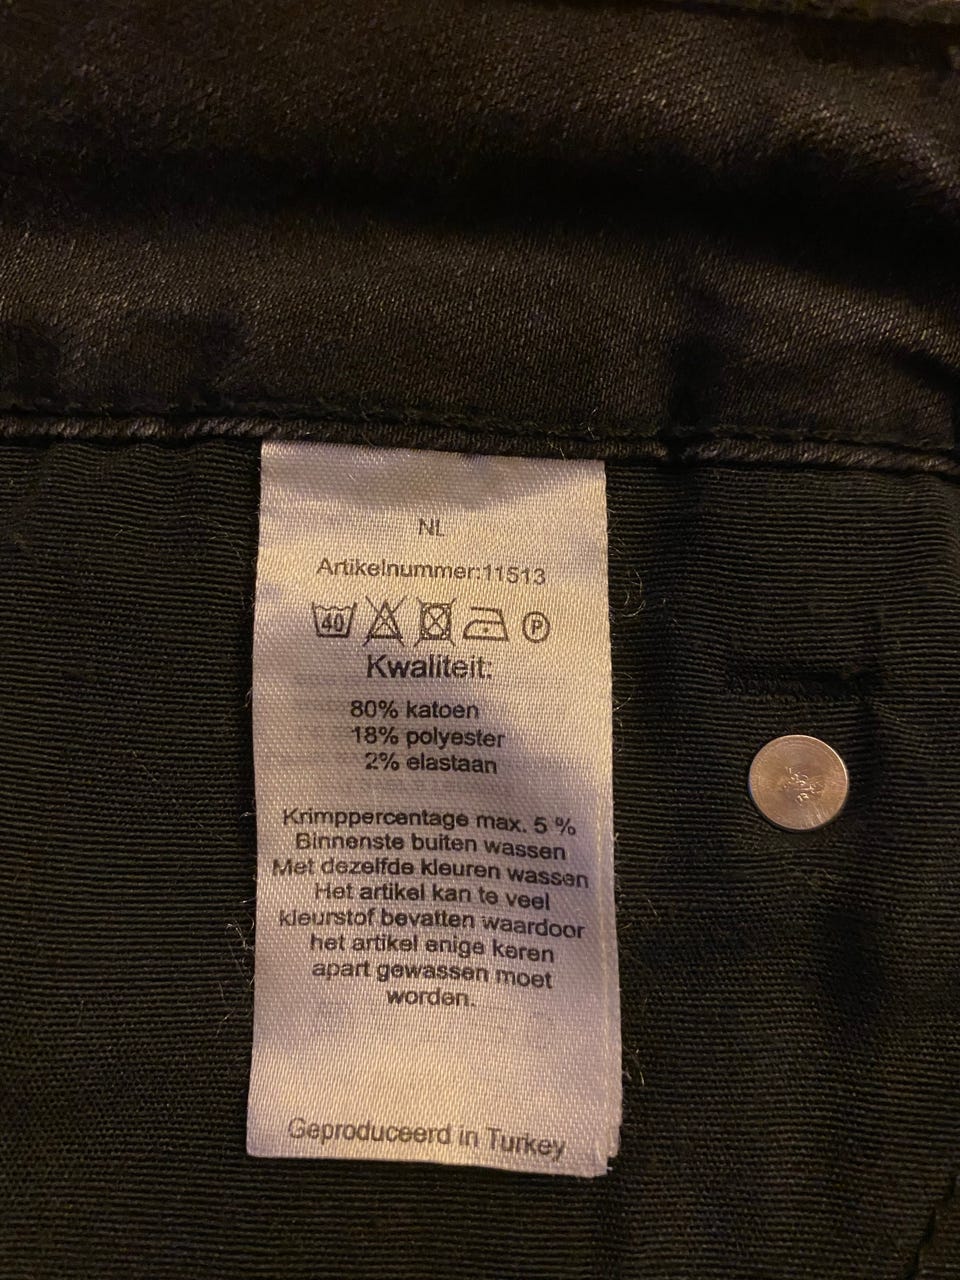 NL
Artikelnummer:11513
40 P
Kwaliteit:
80% katoen
18% polyester
2% elastaan
Krimppercentage max. 5 %
Binnenste buiten wassen
Met dezelfde kleuren wassen
Het artikel kan te veel
kleurstof bevatten waardoor
het artikel enige keren
apart gewassen moet
worden.
Geproduceerd in Turkey